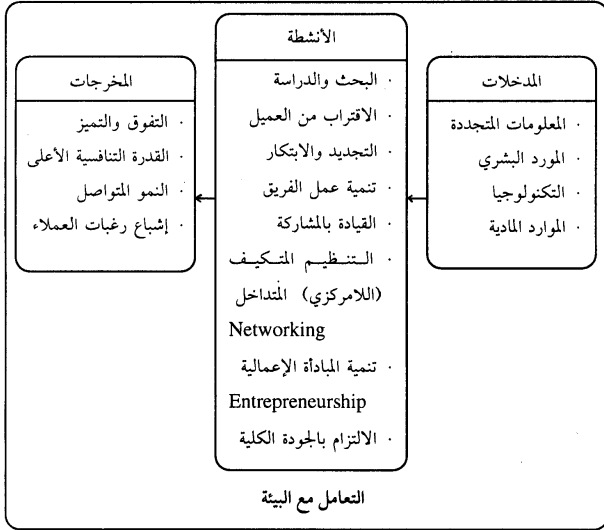 المدخلات
· المعلومات المتجددة
· المورد البشري
· التكنولوجيا
· الموارد المادية
الأنشطة
· البحث والدراسة
· الاقتراب من العميل
· التجديد والابتكار
· تنمية عمل الفريق
· القيادة بالمشاركة
· الـتـنـظـيـم المـتـكـيـف
(اللامركزي) المتداخل
Networking
· تنمية المبادأة الإعمالية
Entrepreneurship
· الالتزام بالجودة الكلية
المخرجات
· التفوق والتميز
· القدرة التنافسية الأعلى
· النمو المتواصل
· إشباع رغبات العملاء
التعامل مع البيئة